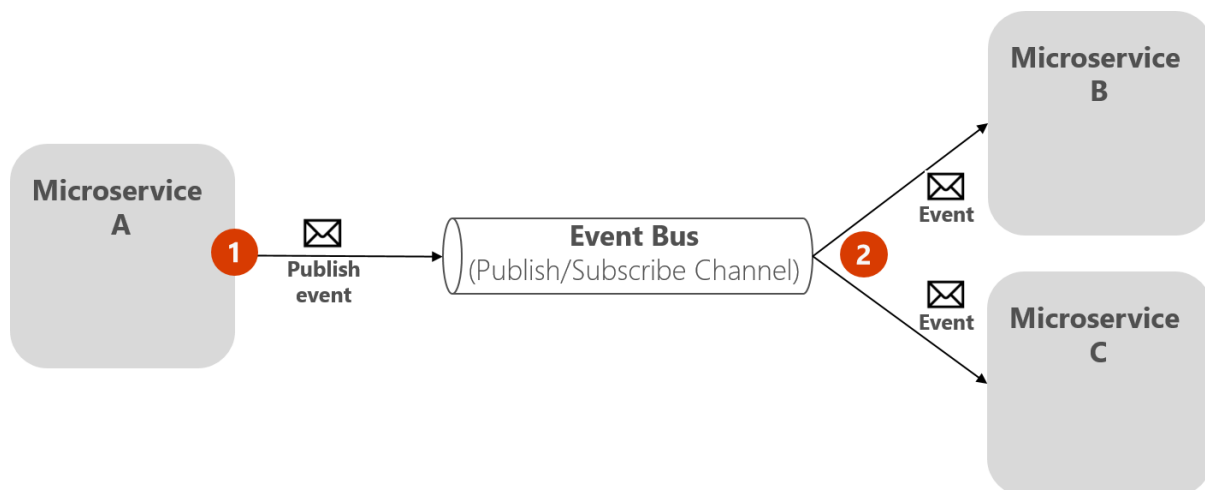 Microservice
A
1
Publish
event
Event Bus
(Publish/Subscribe Channel)
2
Event
Event
Microservice
B
Microservice
C